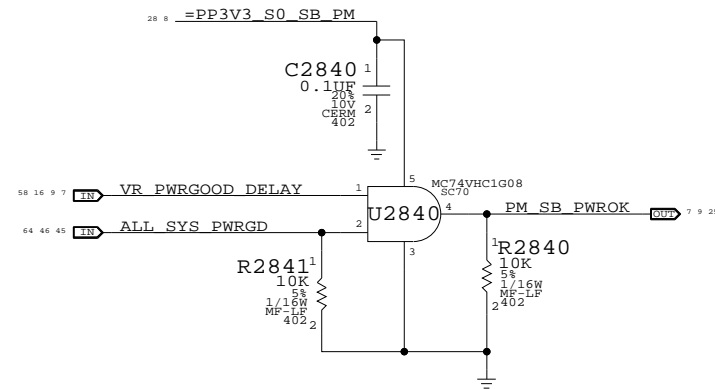 28 8 =PP3V3_S0_SB_PM
C2840 1
0.1UF
20%
10V 2
CERM
402
5
MC74VHC1G08
SC70
58 16 9 7 IN VR_PWRGOOD_DELAY 1
U2840 4 PM_SB_PWROK OUT 7 9 25
64 46 45 IN ALL_SYS_PWRGD 2
3
R2841 1
10K
5%
1/16W
MF-LF
402 2
1 R2840
10K
5%
1/16W
MF-LF
2 402